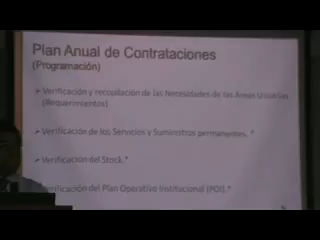 Plan Anual de Contrataciones
(Programación)
Verificación y recopilación de las Necesidades de las Áreas Usuarias
(Requerimientos)
Verificación de los Servicios y Suministros permanentes. *
Verificación del Stock.*
Verificación del Plan Operativo Institucional (POI).*